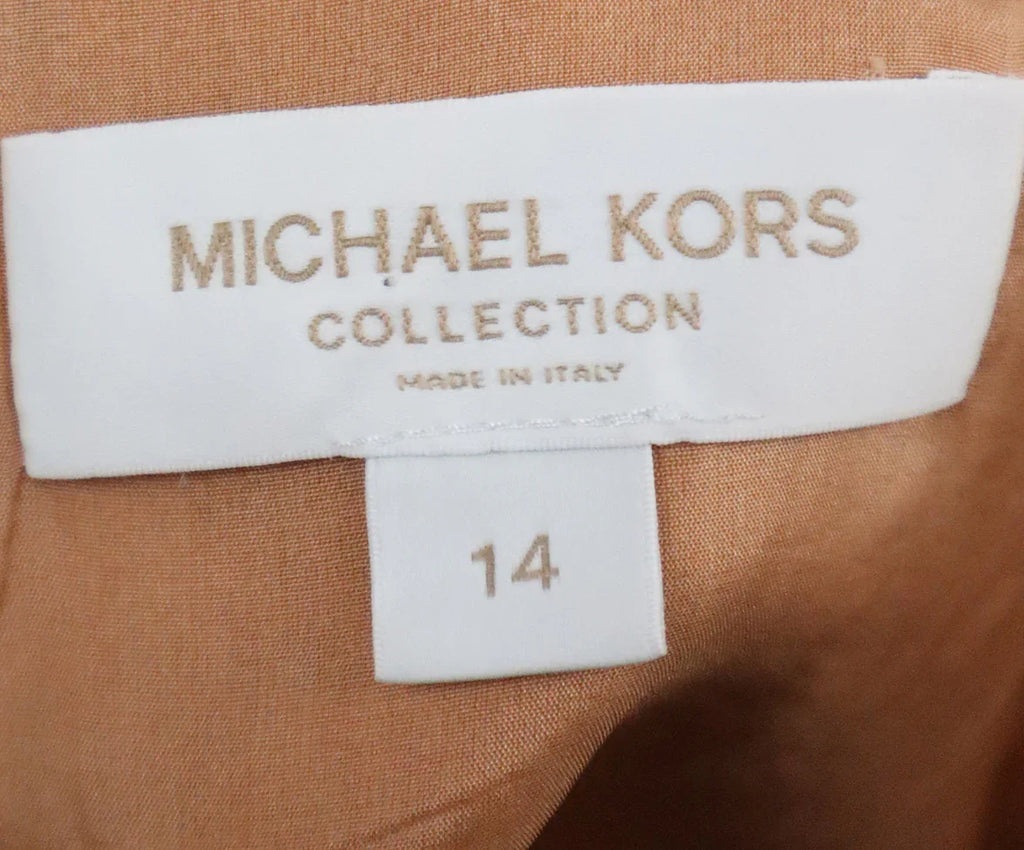 MICHAEL KORS
COLLECTION
MADE IN ITALY
14